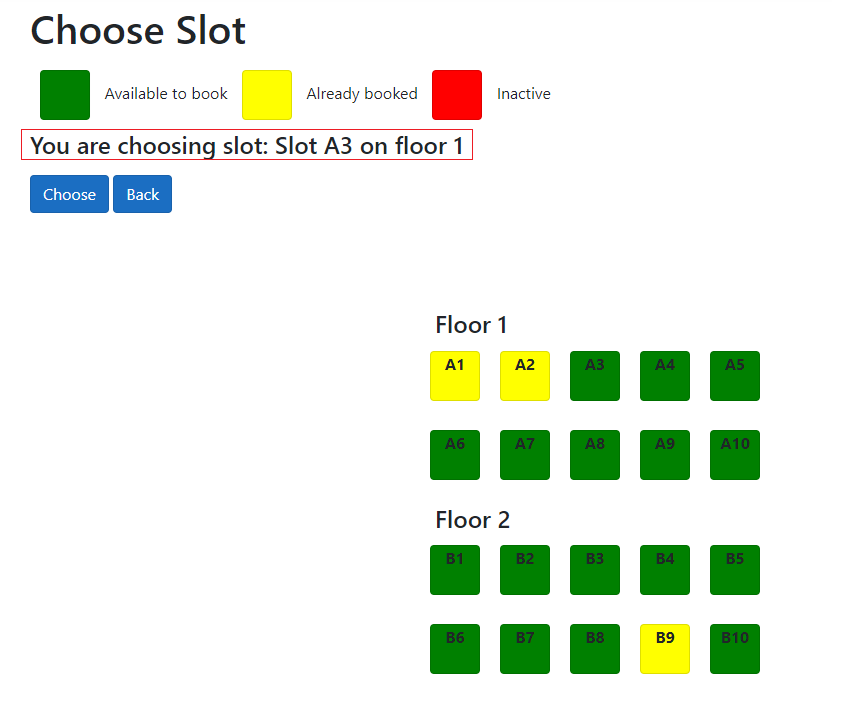 Choose Slot
Available to book Already booked Inactive
You are choosing slot: Slot A3 on floor 1
Choose Back
Floor 1
A1 A2 A3 A4 A5
A6 A7 A8 A9 A10
Floor 2
B1 B2 B3 B4 B5
B6 B7 B8 B9 B10